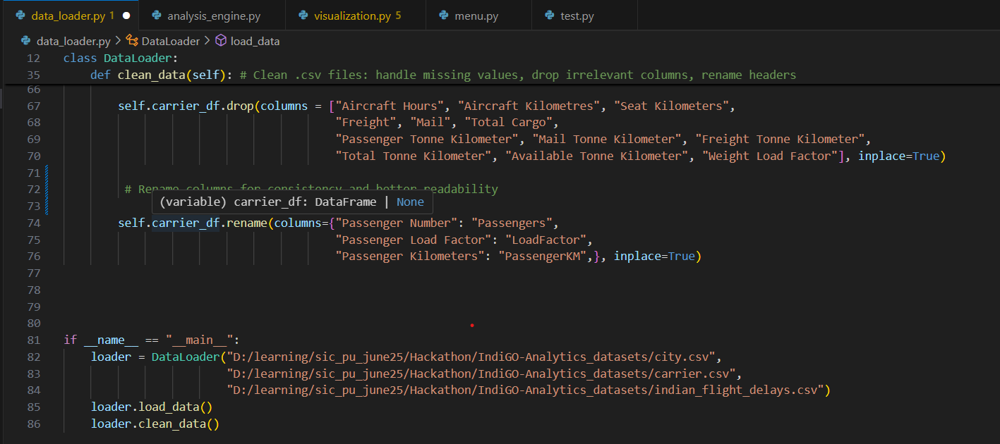 data_loader.py 1 analysis_engine.py visualization.py 5 menu.py test.py
data_loader.py > DataLoader > load_data
12 class DataLoader:
35 def clean_data(self): # Clean .csv files: handle missing values, drop irrelevant columns, rename headers
66
67 self.carrier_df.drop(columns = ["Aircraft Hours", "Aircraft Kilometres", "Seat Kilometers",
68 "Freight", "Mail", "Total Cargo",
69 "Passenger Tonne Kilometer", "Mail Tonne Kilometer", "Freight Tonne Kilometer",
70 "Total Tonne Kilometer", "Available Tonne Kilometer", "Weight Load Factor"], inplace=True)
71
72 # Rename columns for consistency and better readability
73 (variable) carrier_df: DataFrame | None
74 self.carrier_df.rename(columns={"Passenger Number": "Passengers",
75 "Passenger Load Factor": "LoadFactor",
76 "Passenger Kilometers": "PassengerKM",}, inplace=True)
77
78
79
80
81 if __name__ == "__main__":
82 loader = DataLoader("D:/learning/sic_pu_june25/Hackathon/IndiGO-Analytics_datasets/city.csv",
83 "D:/learning/sic_pu_june25/Hackathon/IndiGO-Analytics_datasets/carrier.csv",
84 "D:/learning/sic_pu_june25/Hackathon/IndiGO-Analytics_datasets/indian_flight_delays.csv")
85 loader.load_data()
86 loader.clean_data()